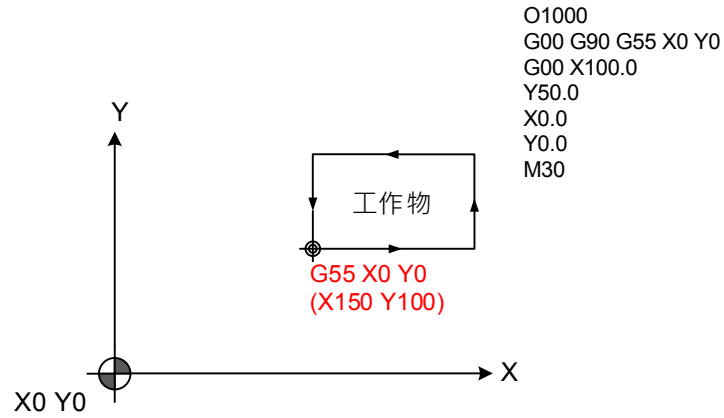 O1000
G00 G90 G55 X0 Y0
G00 X100.0
Y50.0
X0.0
Y0.0
M30
Y
工作物
G55 X0 Y0
(X150 Y100)
X
X0 Y0